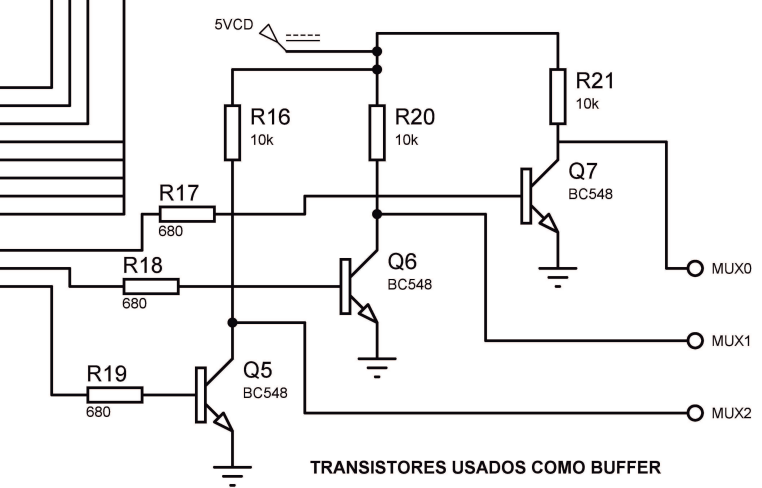 5VCD
R16
10k
R20
10k
R21
10k
R17
680
Q7
BC548
R18
680
Q6
BC548
MUX0
MUX1
R19
680
Q5
BC548
MUX2
TRANSISTORES USADOS COMO BUFFER